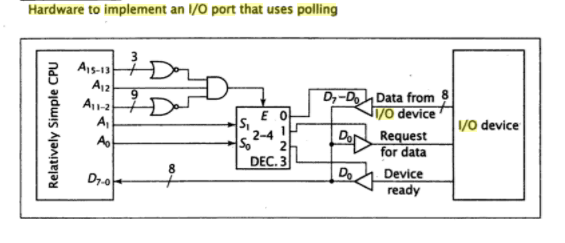 Hardware to implement an I/O port that uses polling
Relatively Simple CPU
A15-13
3
A12
A11-2
9
A1
A0
D7-0
8
E 0
S1 1
2-4
S0 2
DEC. 3
D7-D0
Data from
I/O device
8
D0
Request
for data
D0
Device
ready
I/O device